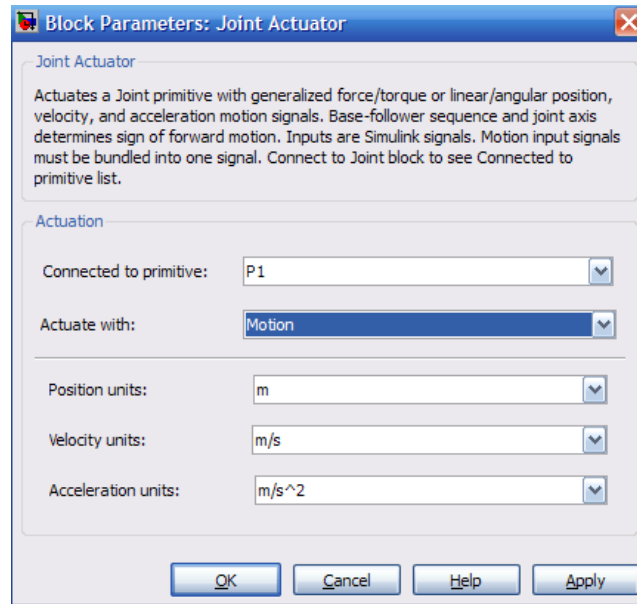 Block Parameters: Joint Actuator
Joint Actuator
Actuates a Joint primitive with generalized force/torque or linear/angular position,
velocity, and acceleration motion signals. Base-follower sequence and joint axis
determines sign of forward motion. Inputs are Simulink signals. Motion input signals
must be bundled into one signal. Connect to Joint block to see Connected to
primitive list.
Actuation
Connected to primitive: P1
Actuate with: Motion
Position units: m
Velocity units: m/s
Acceleration units: m/s^2
OK Cancel Help Apply